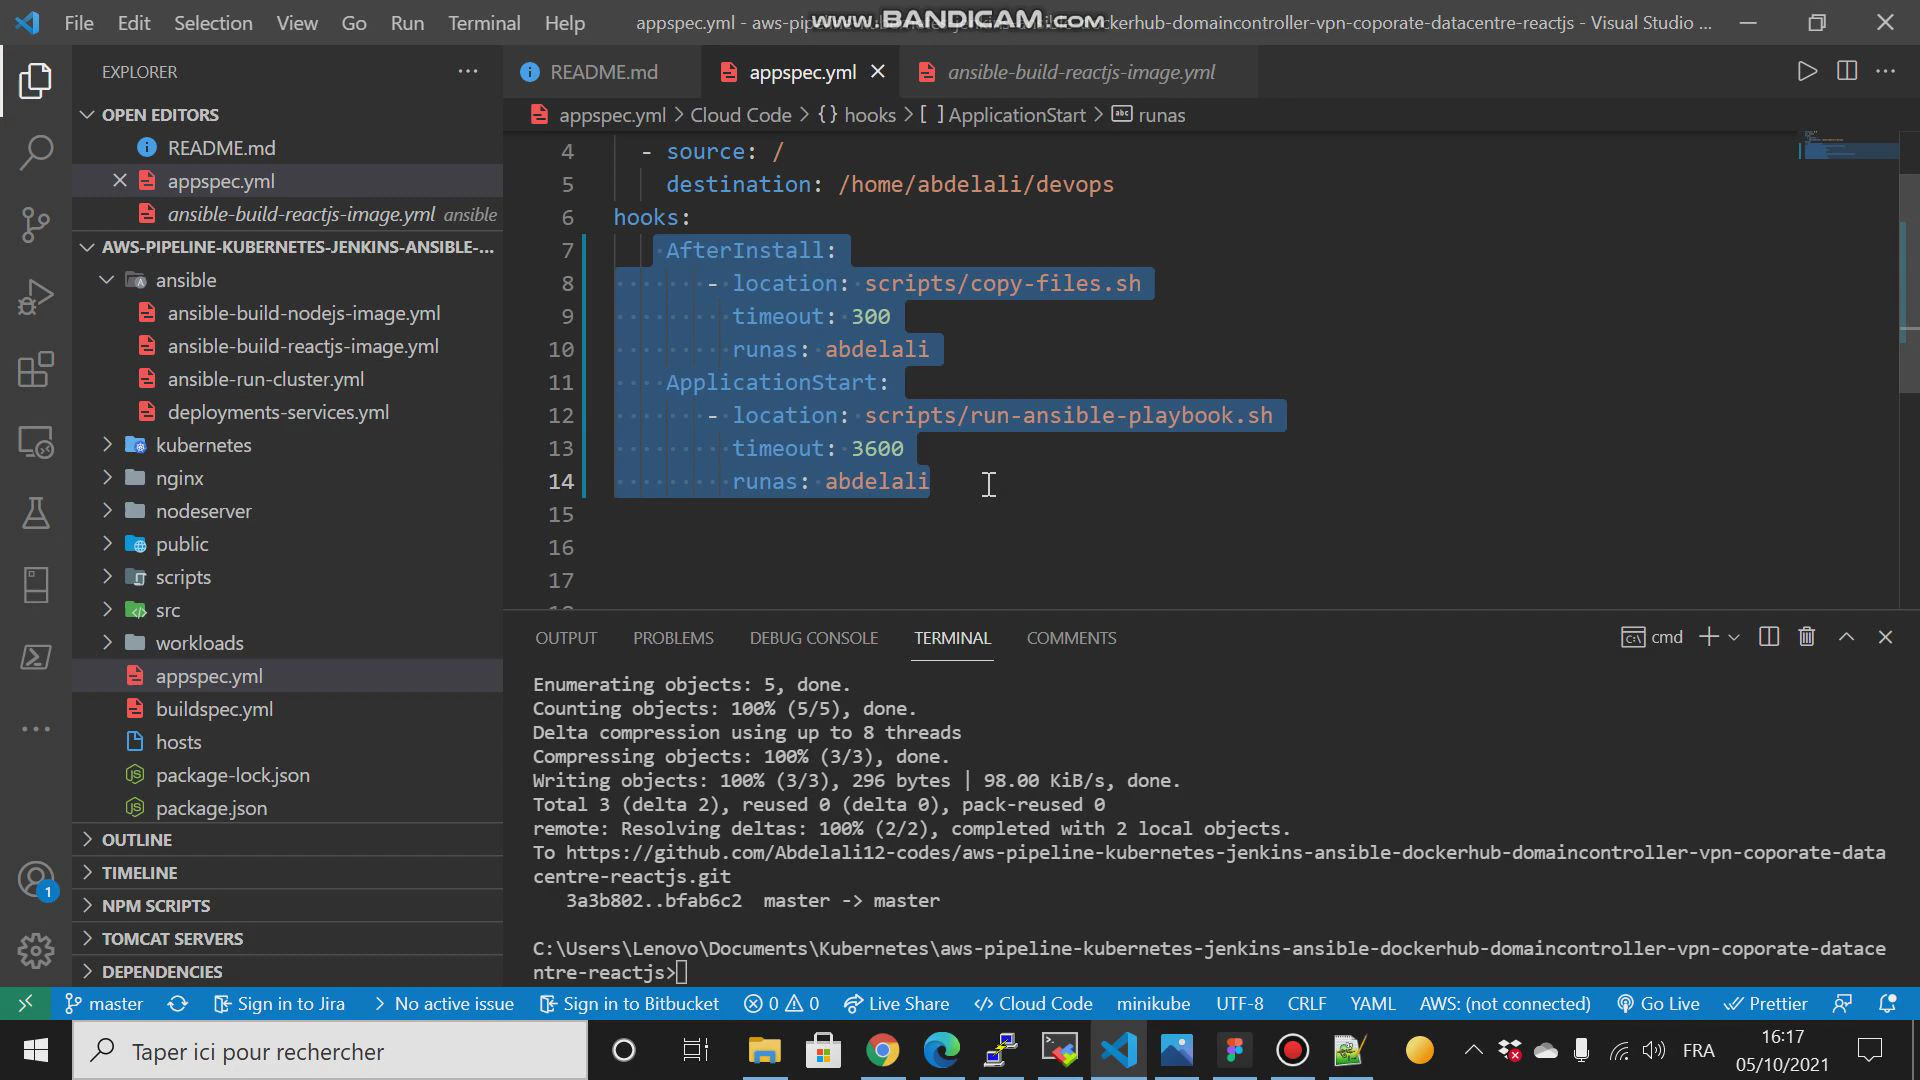 File Edit Selection View Go Run Terminal Help
appspec.yml - aws-pip
www.BANDICAM.com
ckerhub-domaincontroller-vpn-coporate-datacentre-reactjs - Visual Studio ...
EXPLORER
OPEN EDITORS
README.md
appspec.yml
ansible-build-reactjs-image.yml ansible
AWS-PIPELINE-KUBERNETES-JENKINS-ANSIBLE-...
ansible
ansible-build-nodejs-image.yml
ansible-build-reactjs-image.yml
ansible-run-cluster.yml
deployments-services.yml
kubernetes
nginx
nodeserver
public
scripts
src
workloads
appspec.yml
buildspec.yml
hosts
package-lock.json
package.json
OUTLINE
TIMELINE
NPM SCRIPTS
TOMCAT SERVERS
DEPENDENCIES
1
README.md appspec.yml ansible-build-reactjs-image.yml
appspec.yml > Cloud Code > {} hooks > [ ] ApplicationStart > abc runas
4 - source: /
5 destination: /home/abdelali/devops
6 hooks:
7 AfterInstall:
8 - location: scripts/copy-files.sh
9 timeout: 300
10 runas: abdelali
11 ApplicationStart:
12 - location: scripts/run-ansible-playbook.sh
13 timeout: 3600
14 runas: abdelali
15
16
17
OUTPUT PROBLEMS DEBUG CONSOLE TERMINAL COMMENTS
cmd
Enumerating objects: 5, done.
Counting objects: 100% (5/5), done.
Delta compression using up to 8 threads
Compressing objects: 100% (3/3), done.
Writing objects: 100% (3/3), 296 bytes | 98.00 KiB/s, done.
Total 3 (delta 2), reused 0 (delta 0), pack-reused 0
remote: Resolving deltas: 100% (2/2), completed with 2 local objects.
To https://github.com/Abdelali12-codes/aws-pipeline-kubernetes-jenkins-ansible-dockerhub-domaincontroller-vpn-coporate-data
centre-reactjs.git
3a3b802..bfab6c2 master -> master
C:\Users\Lenovo\Documents\Kubernetes\aws-pipeline-kubernetes-jenkins-ansible-dockerhub-domaincontroller-vpn-coporate-datace
ntre-reactjs>
master Sign in to Jira No active issue Sign in to Bitbucket 0 0 Live Share Cloud Code minikube UTF-8 CRLF YAML AWS: (not connected) Go Live Prettier
Taper ici pour rechercher
FRA
16:17
05/10/2021